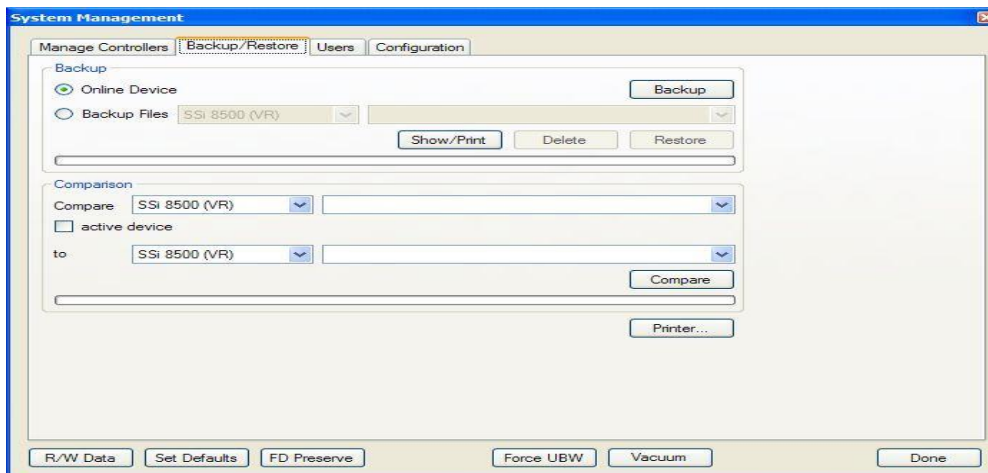 System Management
Manage Controllers Backup/Restore Users Configuration
Backup
Online Device Backup
Backup Files SSi 8500 (VR)
Show/Print Delete Restore
Comparison
Compare SSi 8500 (VR)
active device
to SSi 8500 (VR)
Compare
Printer...
R/W Data Set Defaults FD Preserve Force UBW Vacuum Done